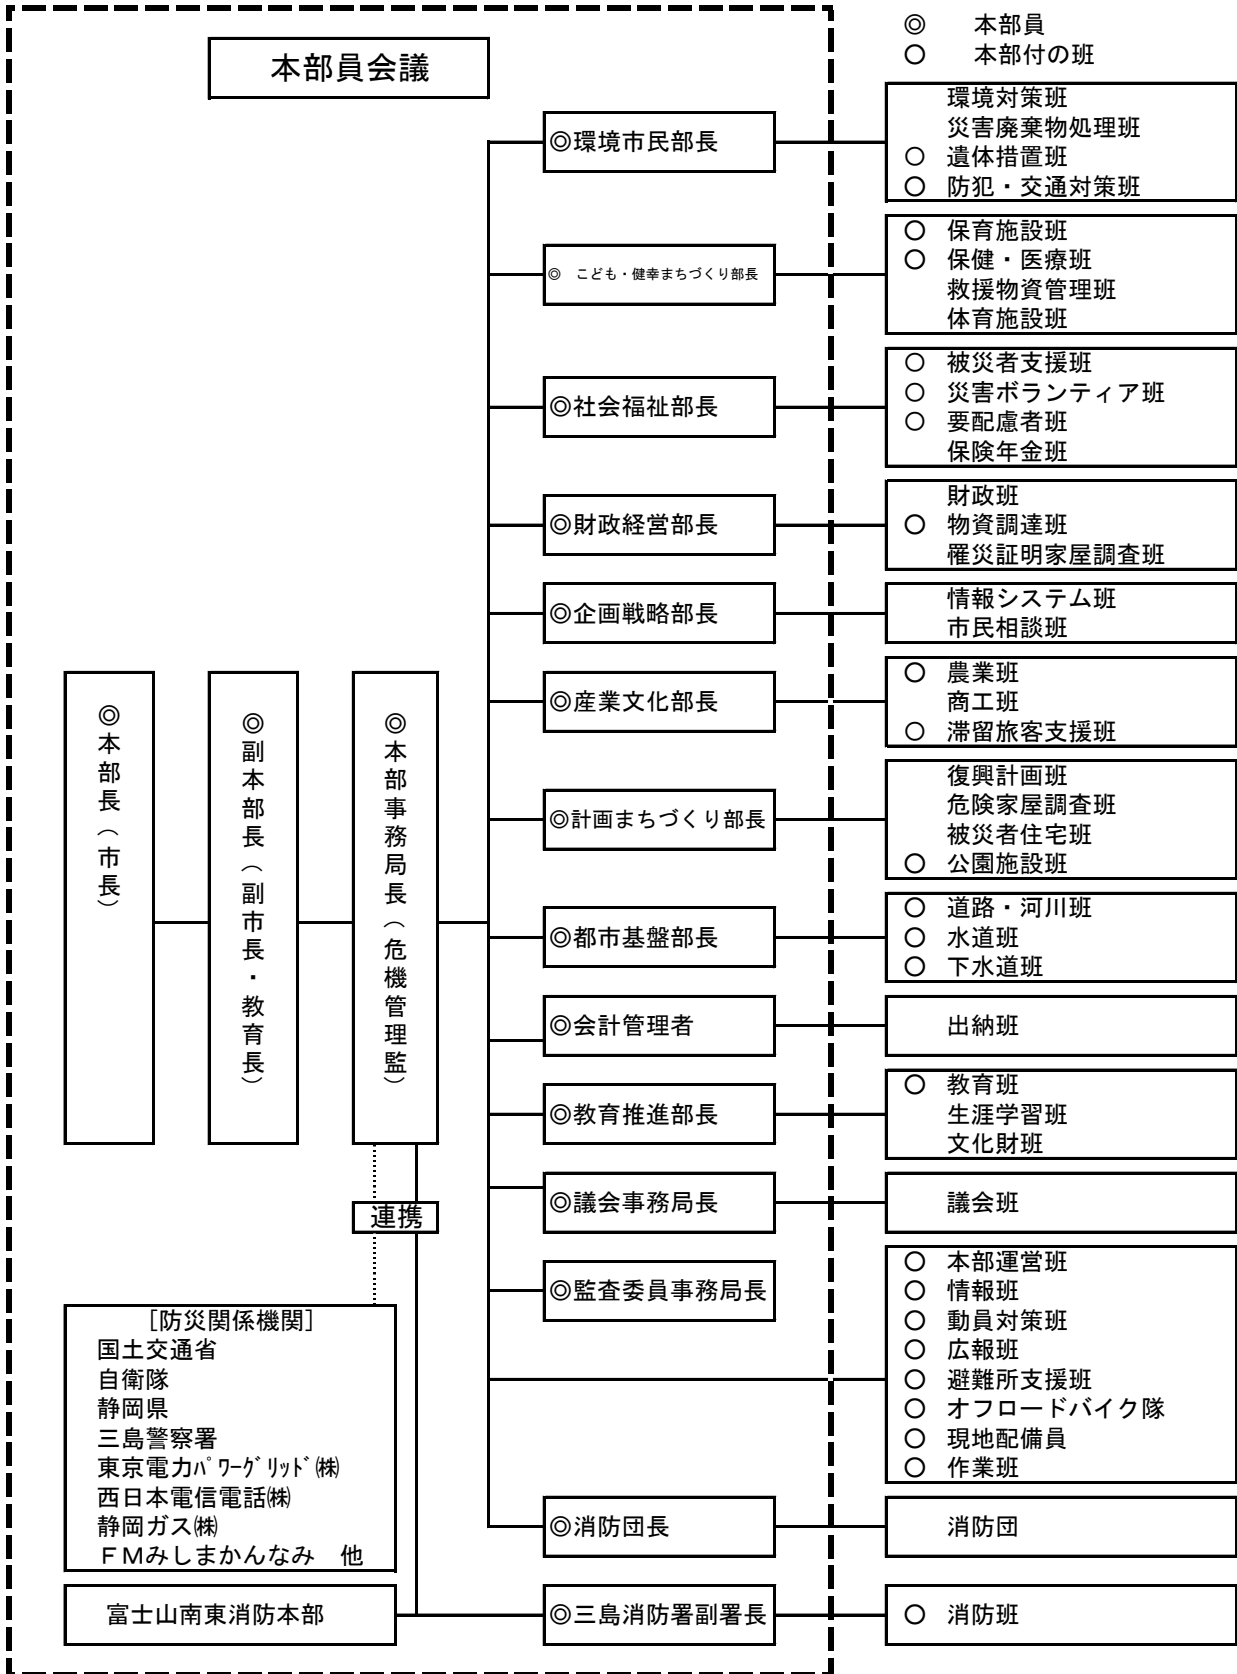 ◎ 本部員
○ 本部付の班
本部員会議
◎本部長（市長）
◎副本部長（副市長・教育長）
◎本部事務局長（危機管理監）
連携
［防災関係機関］
国土交通省
自衛隊
静岡県
三島警察署
東京電力ﾊﾟﾜｰｸﾞﾘｯﾄﾞ㈱
西日本電信電話㈱
静岡ガス㈱
ＦＭみしまかんなみ　他
富士山南東消防本部
◎環境市民部長
環境対策班
災害廃棄物処理班
○ 遺体措置班
○ 防犯・交通対策班
◎ こども・健幸まちづくり部長
○ 保育施設班
○ 保健・医療班
救援物資管理班
体育施設班
◎社会福祉部長
○ 被災者支援班
○ 災害ボランティア班
○ 要配慮者班
保険年金班
◎財政経営部長
財政班
○ 物資調達班
罹災証明家屋調査班
◎企画戦略部長
情報システム班
市民相談班
◎産業文化部長
○ 農業班
商工班
○ 滞留旅客支援班
◎計画まちづくり部長
復興計画班
危険家屋調査班
被災者住宅班
○ 公園施設班
◎都市基盤部長
○ 道路・河川班
○ 水道班
○ 下水道班
◎会計管理者
出納班
◎教育推進部長
○ 教育班
生涯学習班
文化財班
◎議会事務局長
議会班
◎監査委員事務局長
○ 本部運営班
○ 情報班
○ 動員対策班
○ 広報班
○ 避難所支援班
○ オフロードバイク隊
○ 現地配備員
○ 作業班
◎消防団長
消防団
◎三島消防署副署長
○ 消防班